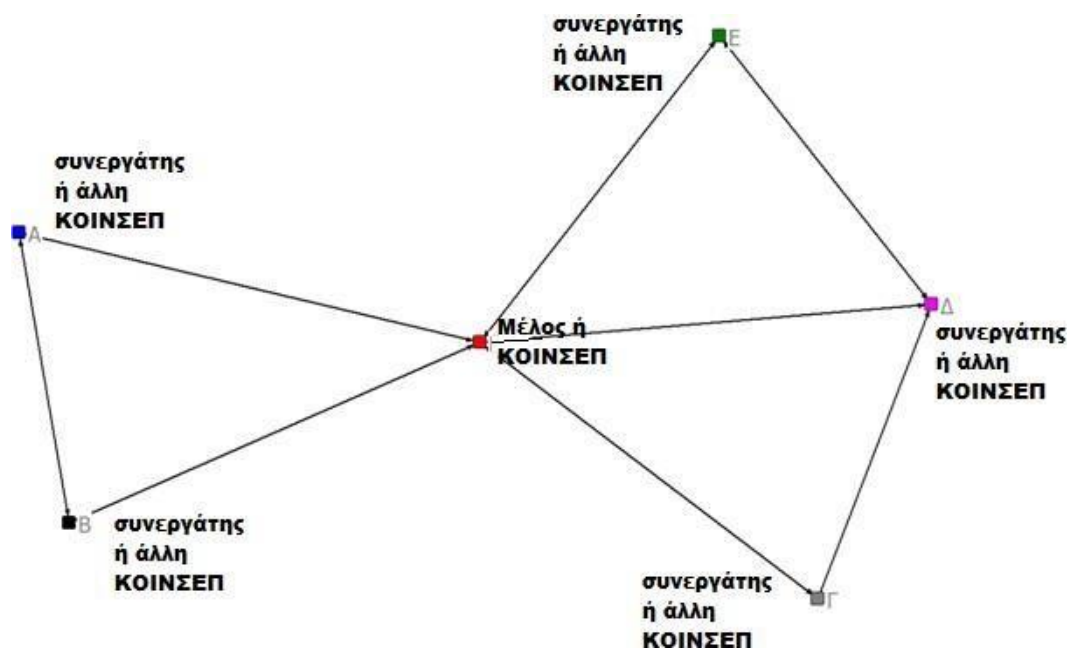 συνεργάτης
ή άλλη
ΚΟΙΝΣΕΠ
Ε
συνεργάτης
ή άλλη
ΚΟΙΝΣΕΠ
Α
Μέλος ή
ΚΟΙΝΣΕΠ
Δ
συνεργάτης
ή άλλη
ΚΟΙΝΣΕΠ
Β
συνεργάτης
ή άλλη
ΚΟΙΝΣΕΠ
συνεργάτης
ή άλλη
ΚΟΙΝΣΕΠ
Γ